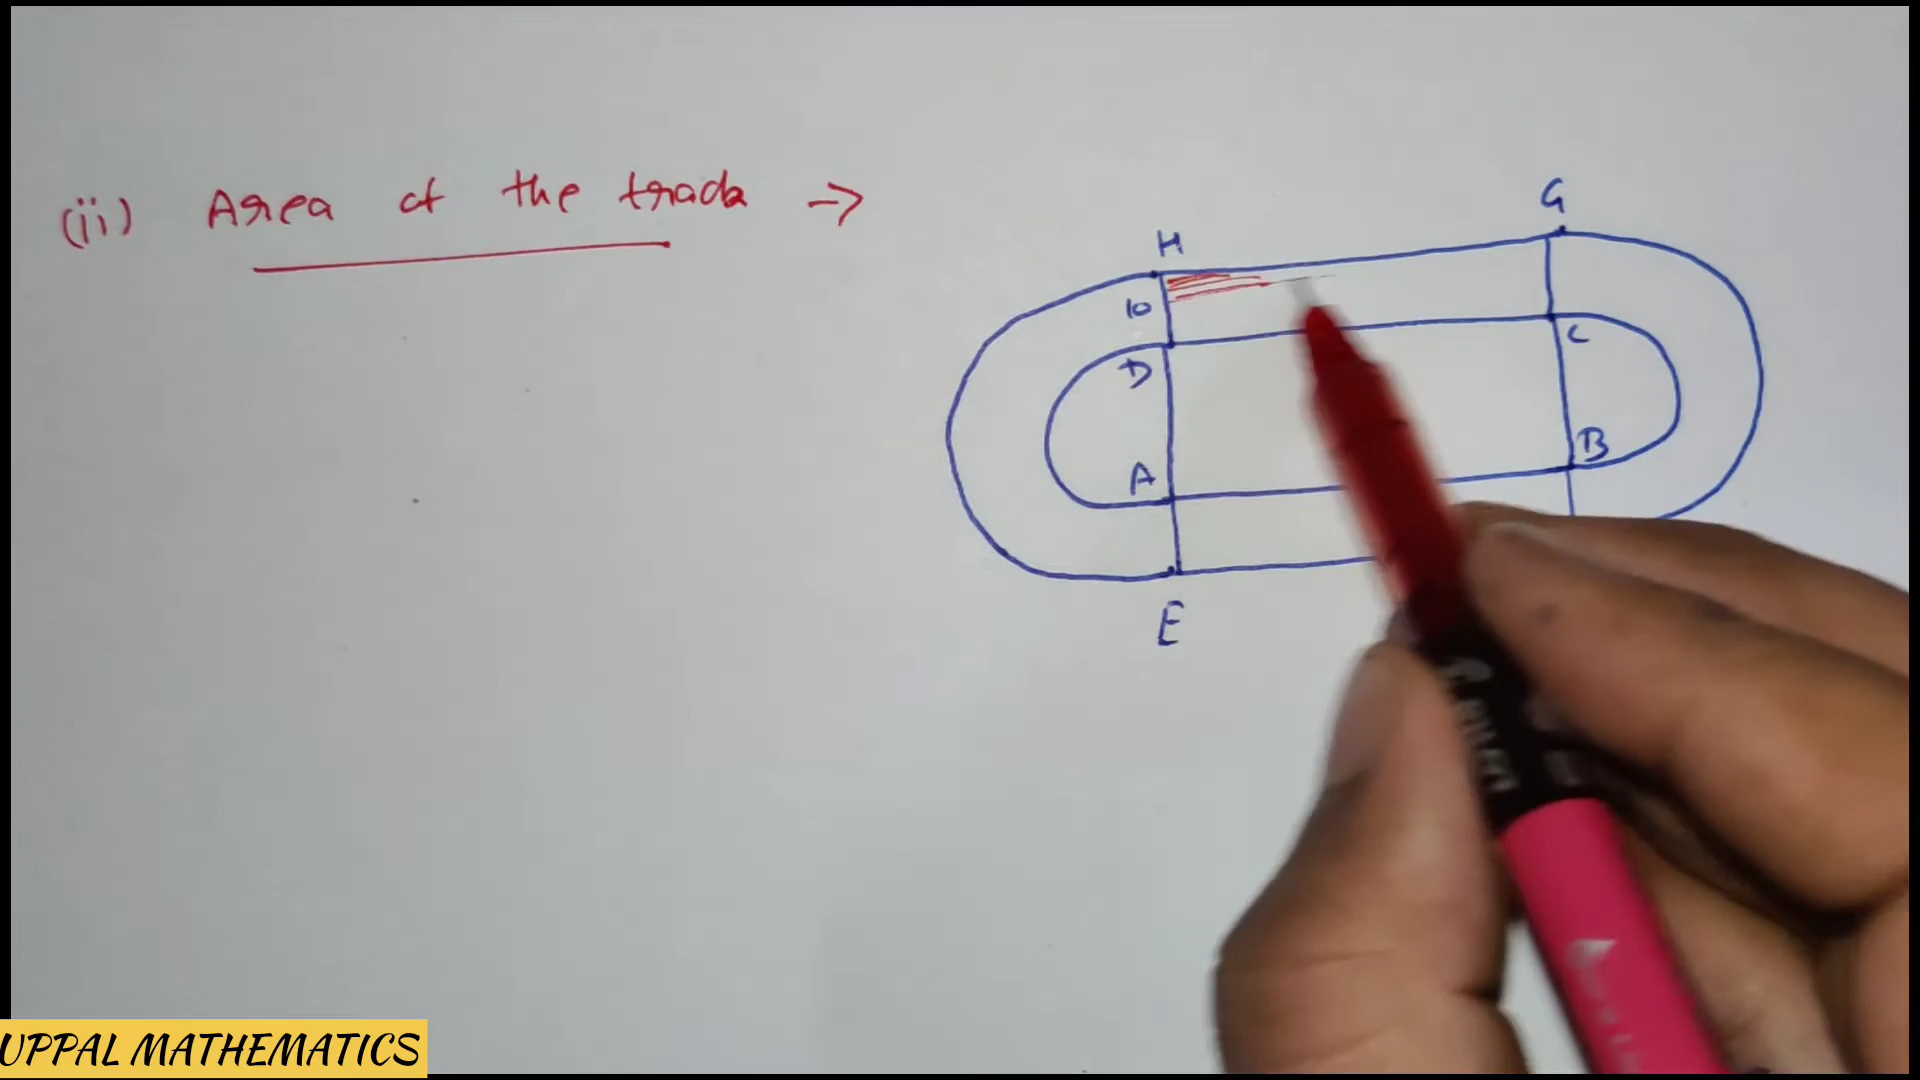 (ii) Area of the track →
G
H
10
C
D
B
A
E
UPPAL MATHEMATICS